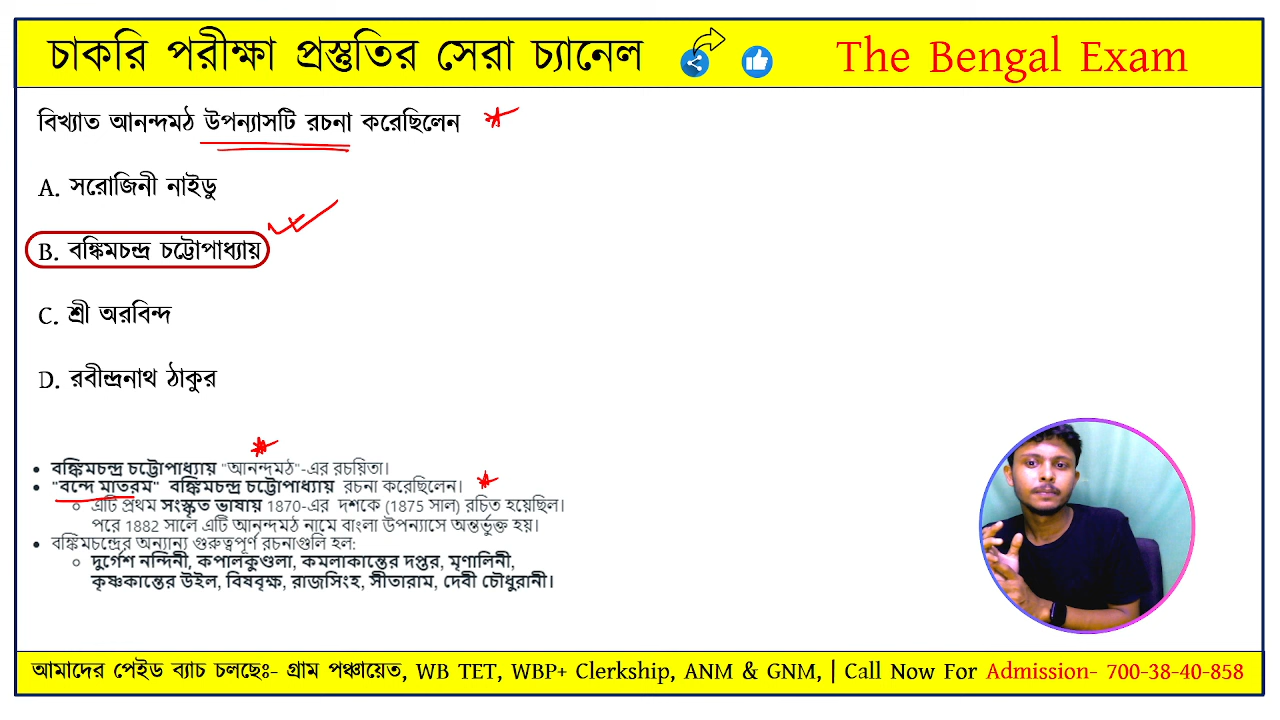 চাকরি পরীক্ষা প্রস্তুতির সেরা চ্যানেল The Bengal Exam
বিখ্যাত আনন্দমঠ উপন্যাসটি রচনা করেছিলেন
A. সরোজিনী নাইডু
B. বঙ্কিমচন্দ্র চট্টোপাধ্যায়
C. শ্রী অরবিন্দ
D. রবীন্দ্রনাথ ঠাকুর
• বঙ্কিমচন্দ্র চট্টোপাধ্যায় "আনন্দমঠ"-এর রচয়িতা।
• "বন্দে মাতরম" বঙ্কিমচন্দ্র চট্টোপাধ্যায় রচনা করেছিলেন।
○ এটি প্রথম সংস্কৃত ভাষায় 1870-এর দশকে (1875 সাল) রচিত হয়েছিল।
পরে 1882 সালে এটি আনন্দমঠ নামে বাংলা উপন্যাসে অন্তর্ভুক্ত হয়।
• বঙ্কিমচন্দ্রের অন্যান্য গুরুত্বপূর্ণ রচনাগুলি হল:
○ দুর্গেশ নন্দিনী, কপালকুণ্ডলা, কমলাকান্তের দপ্তর, মৃণালিনী,
কৃষ্ণকান্তের উইল, বিষবৃক্ষ, রাজসিংহ, সীতারাম, দেবী চৌধুরানী।
আমাদের পেইড ব্যাচ চলছেঃ- গ্রাম পঞ্চায়েত, WB TET, WBP+ Clerkship, ANM & GNM, | Call Now For Admission- 700-38-40-858